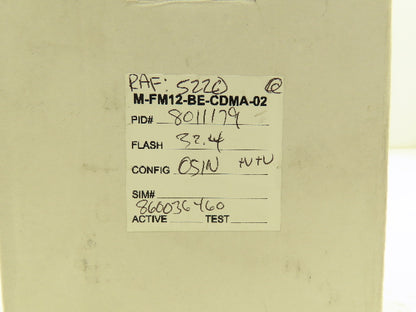 RAF: 5220
M-FM12-BE-CDMA-02
PID# 8011179
FLASH 32.4
CONFIG OSIN
SIM#
860036460
ACTIVE TEST